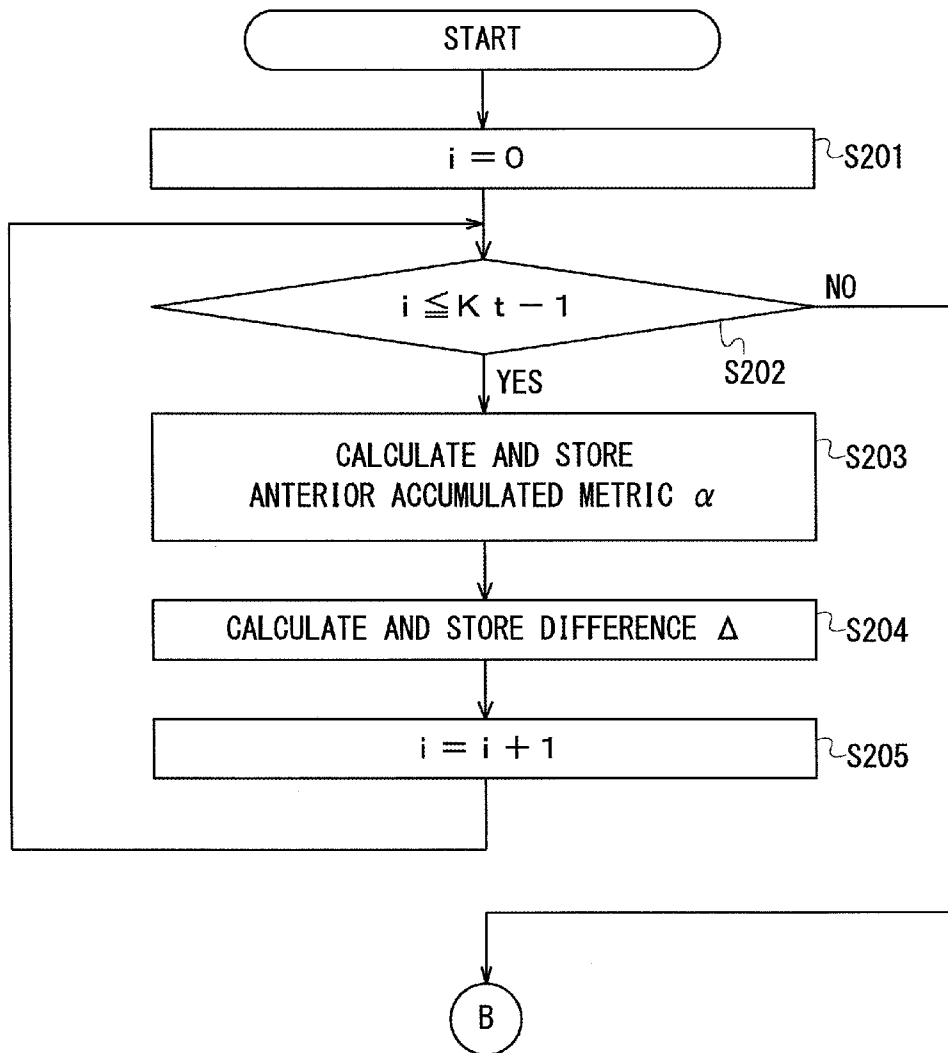 START
i = 0
S201
i ≦ K t - 1
NO
S202
YES
CALCULATE AND STORE
ANTERIOR ACCUMULATED METRIC α
S203
CALCULATE AND STORE DIFFERENCE Δ
S204
i = i + 1
S205
B